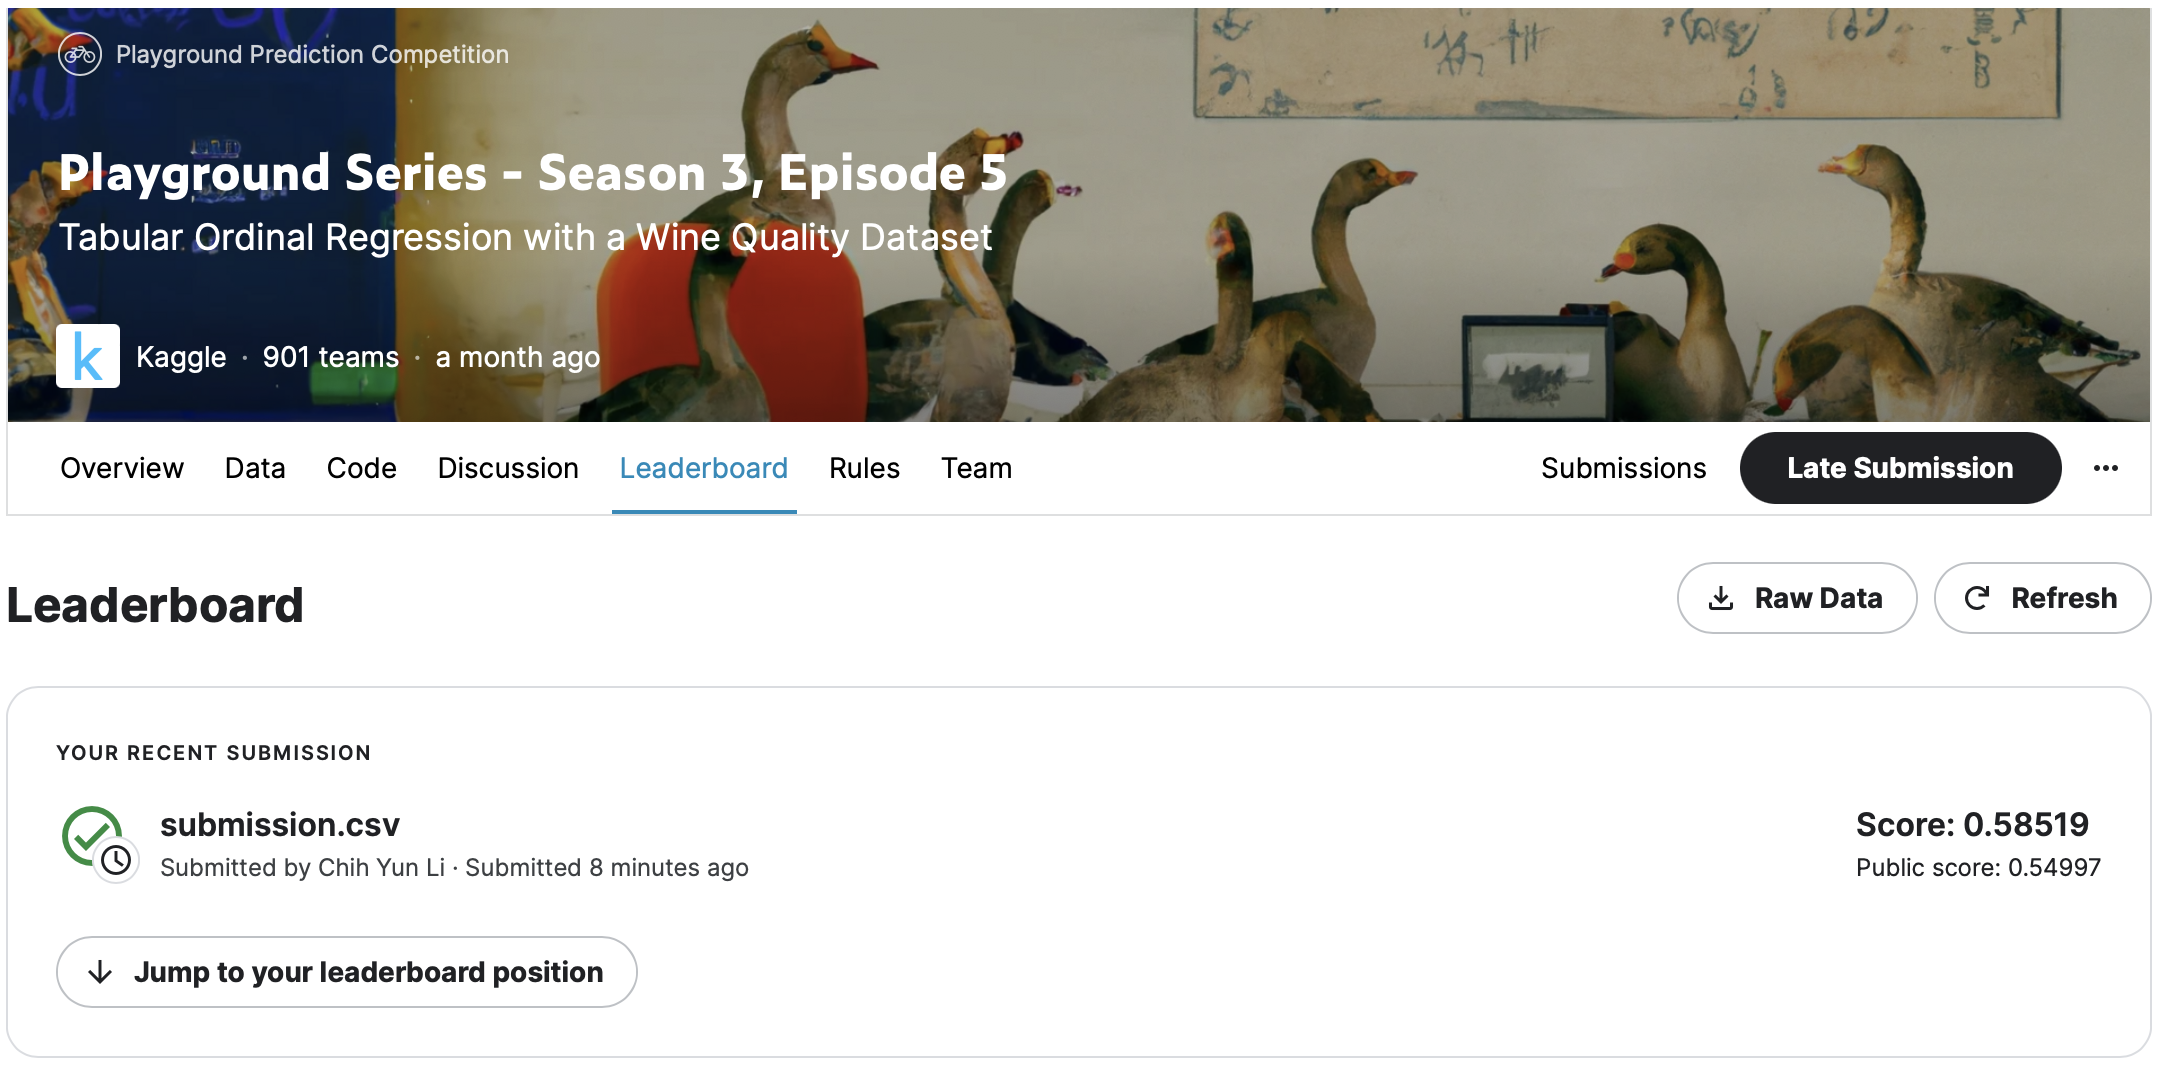 Playground Prediction Competition
Playground Series - Season 3, Episode 5
Tabular Ordinal Regression with a Wine Quality Dataset
k
Kaggle · 901 teams · a month ago
Overview Data Code Discussion Leaderboard Rules Team Submissions Late Submission ...
Leaderboard
Raw Data Refresh
YOUR RECENT SUBMISSION
submission.csv
Score: 0.58519
Submitted by Chih Yun Li · Submitted 8 minutes ago
Public score: 0.54997
Jump to your leaderboard position